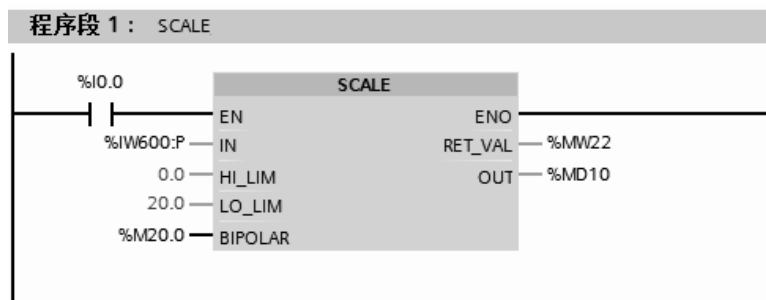 程序段 1： SCALE
%I0.0
SCALE
EN ENO
%IW600:P IN RET_VAL %MW22
0.0 HI_LIM OUT %MD10
20.0 LO_LIM
%M20.0 BIPOLAR